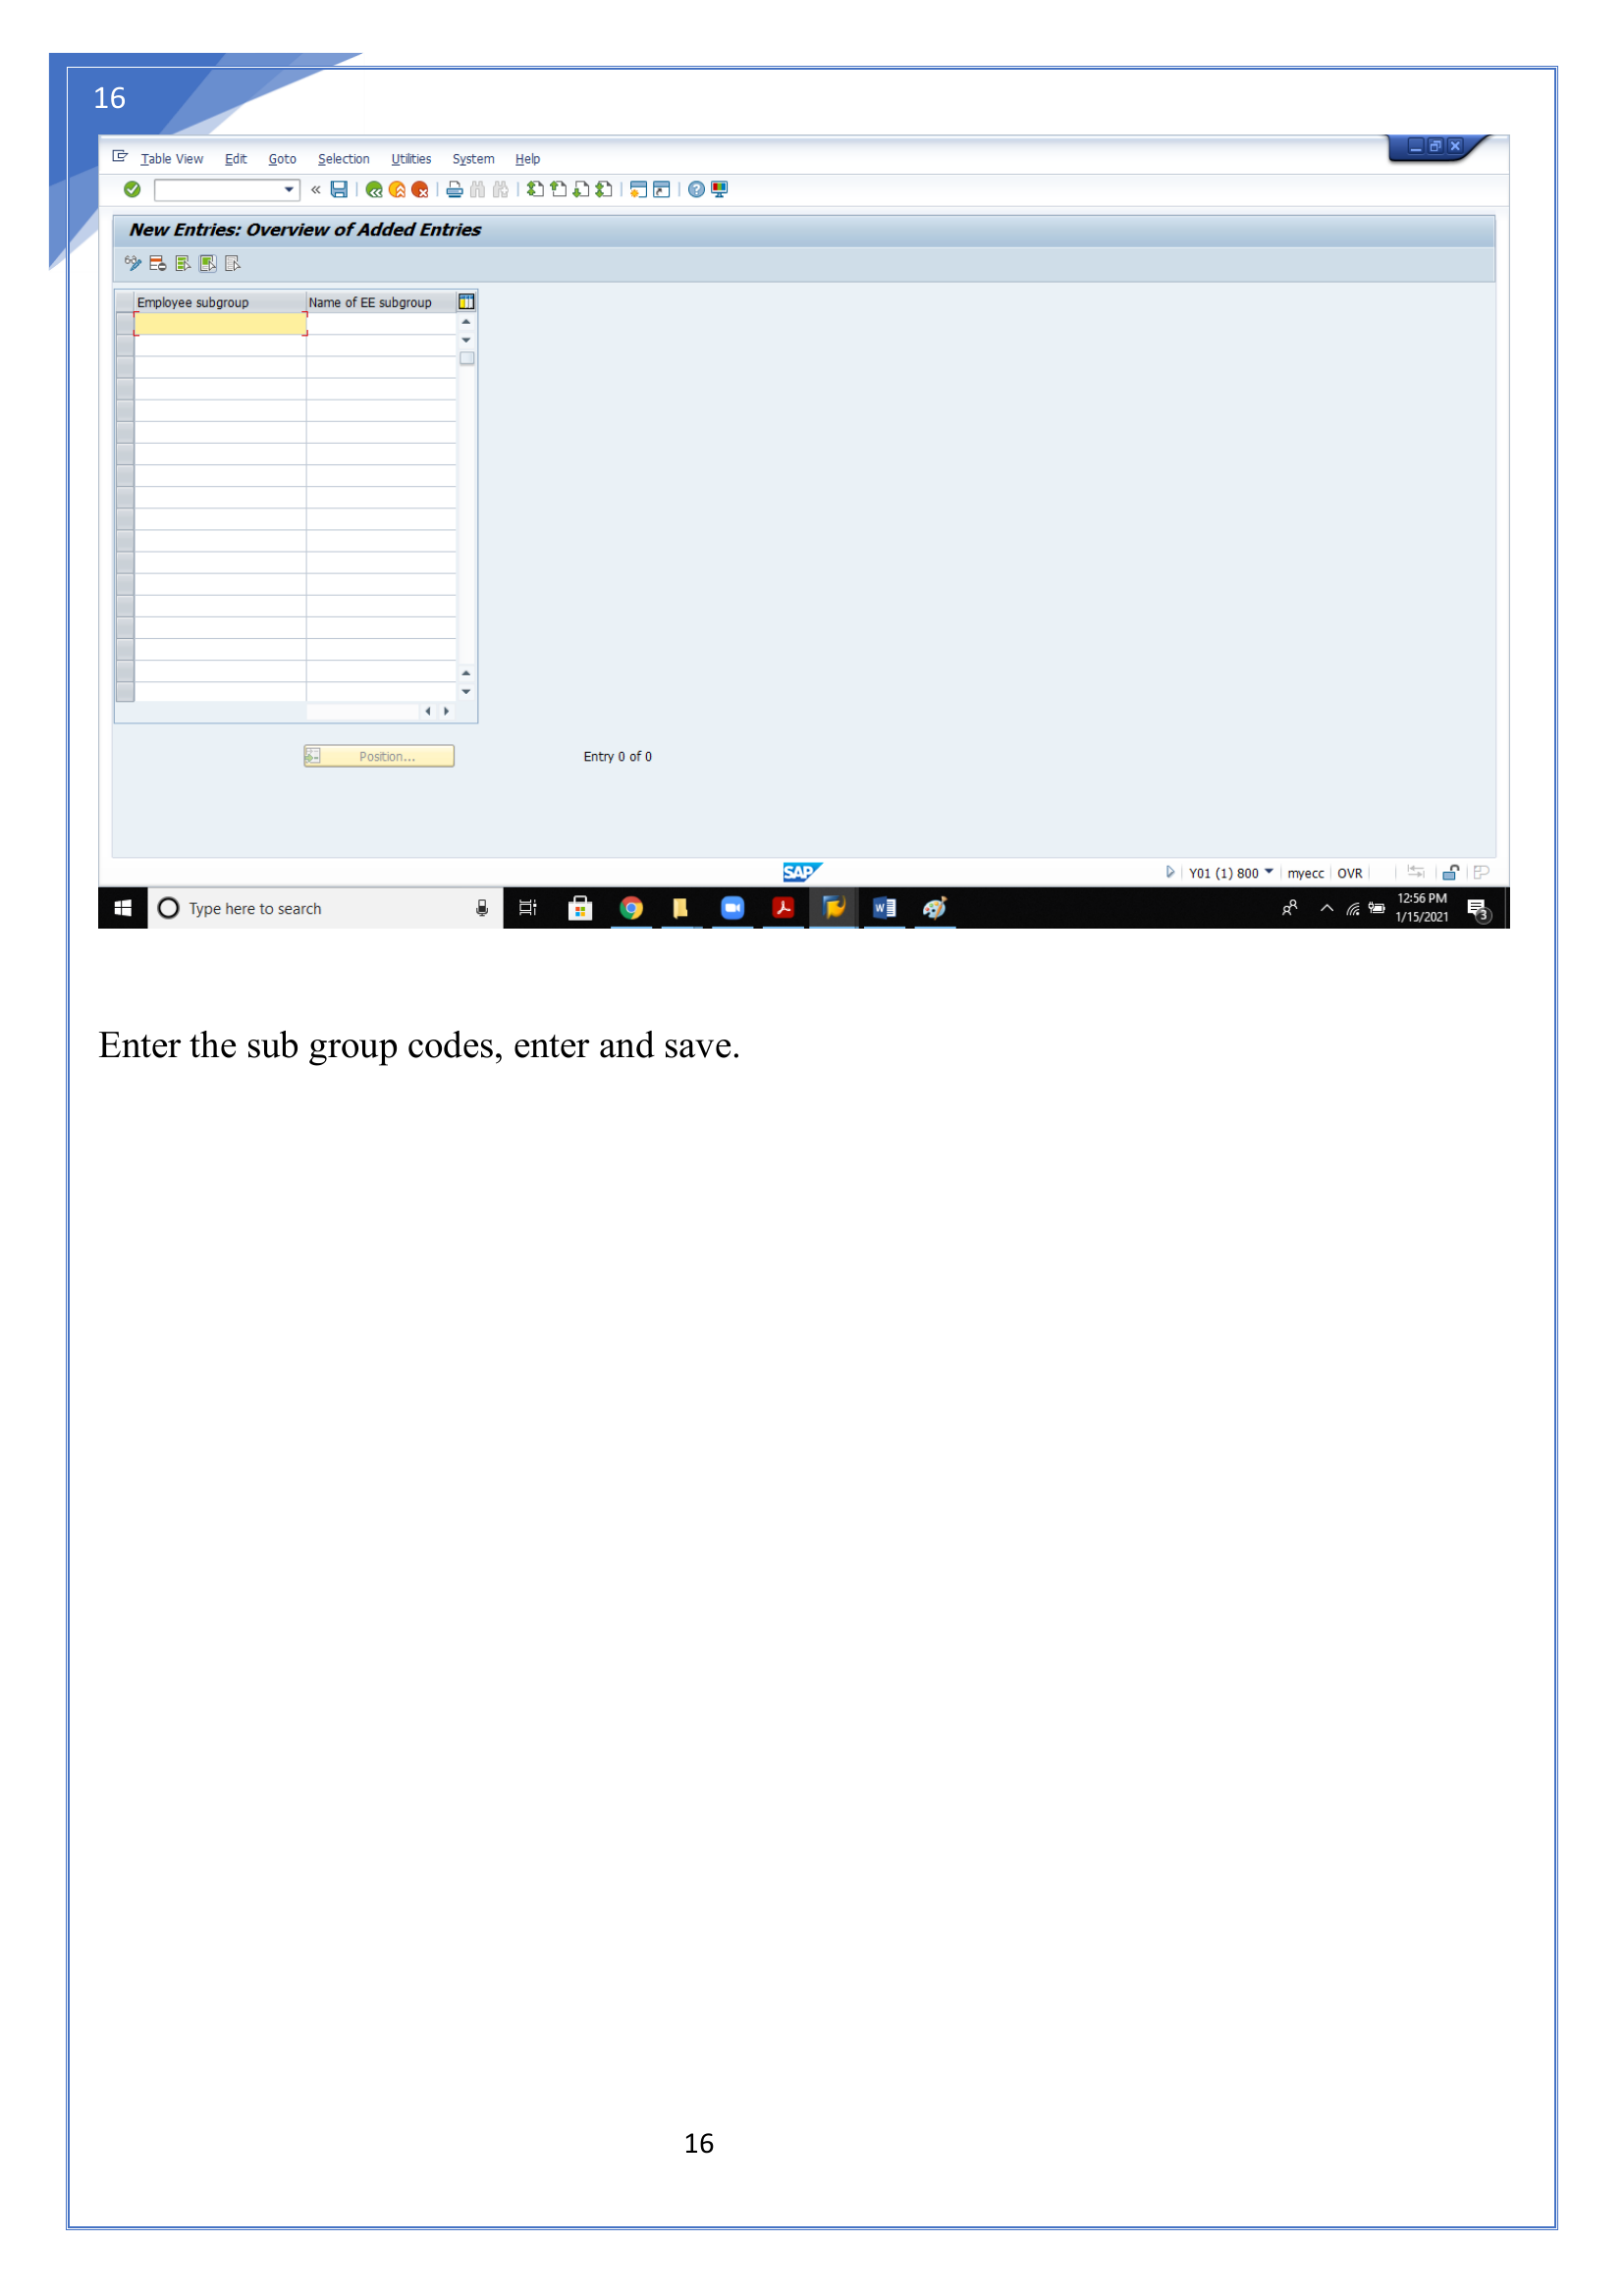 16
Table View Edit Goto Selection Utilities System Help
New Entries: Overview of Added Entries
Employee subgroup Name of EE subgroup
Position... Entry 0 of 0
SAP Y01 (1) 800 myecc OVR
Type here to search 12:56 PM
1/15/2021 3
Enter the sub group codes, enter and save.
16